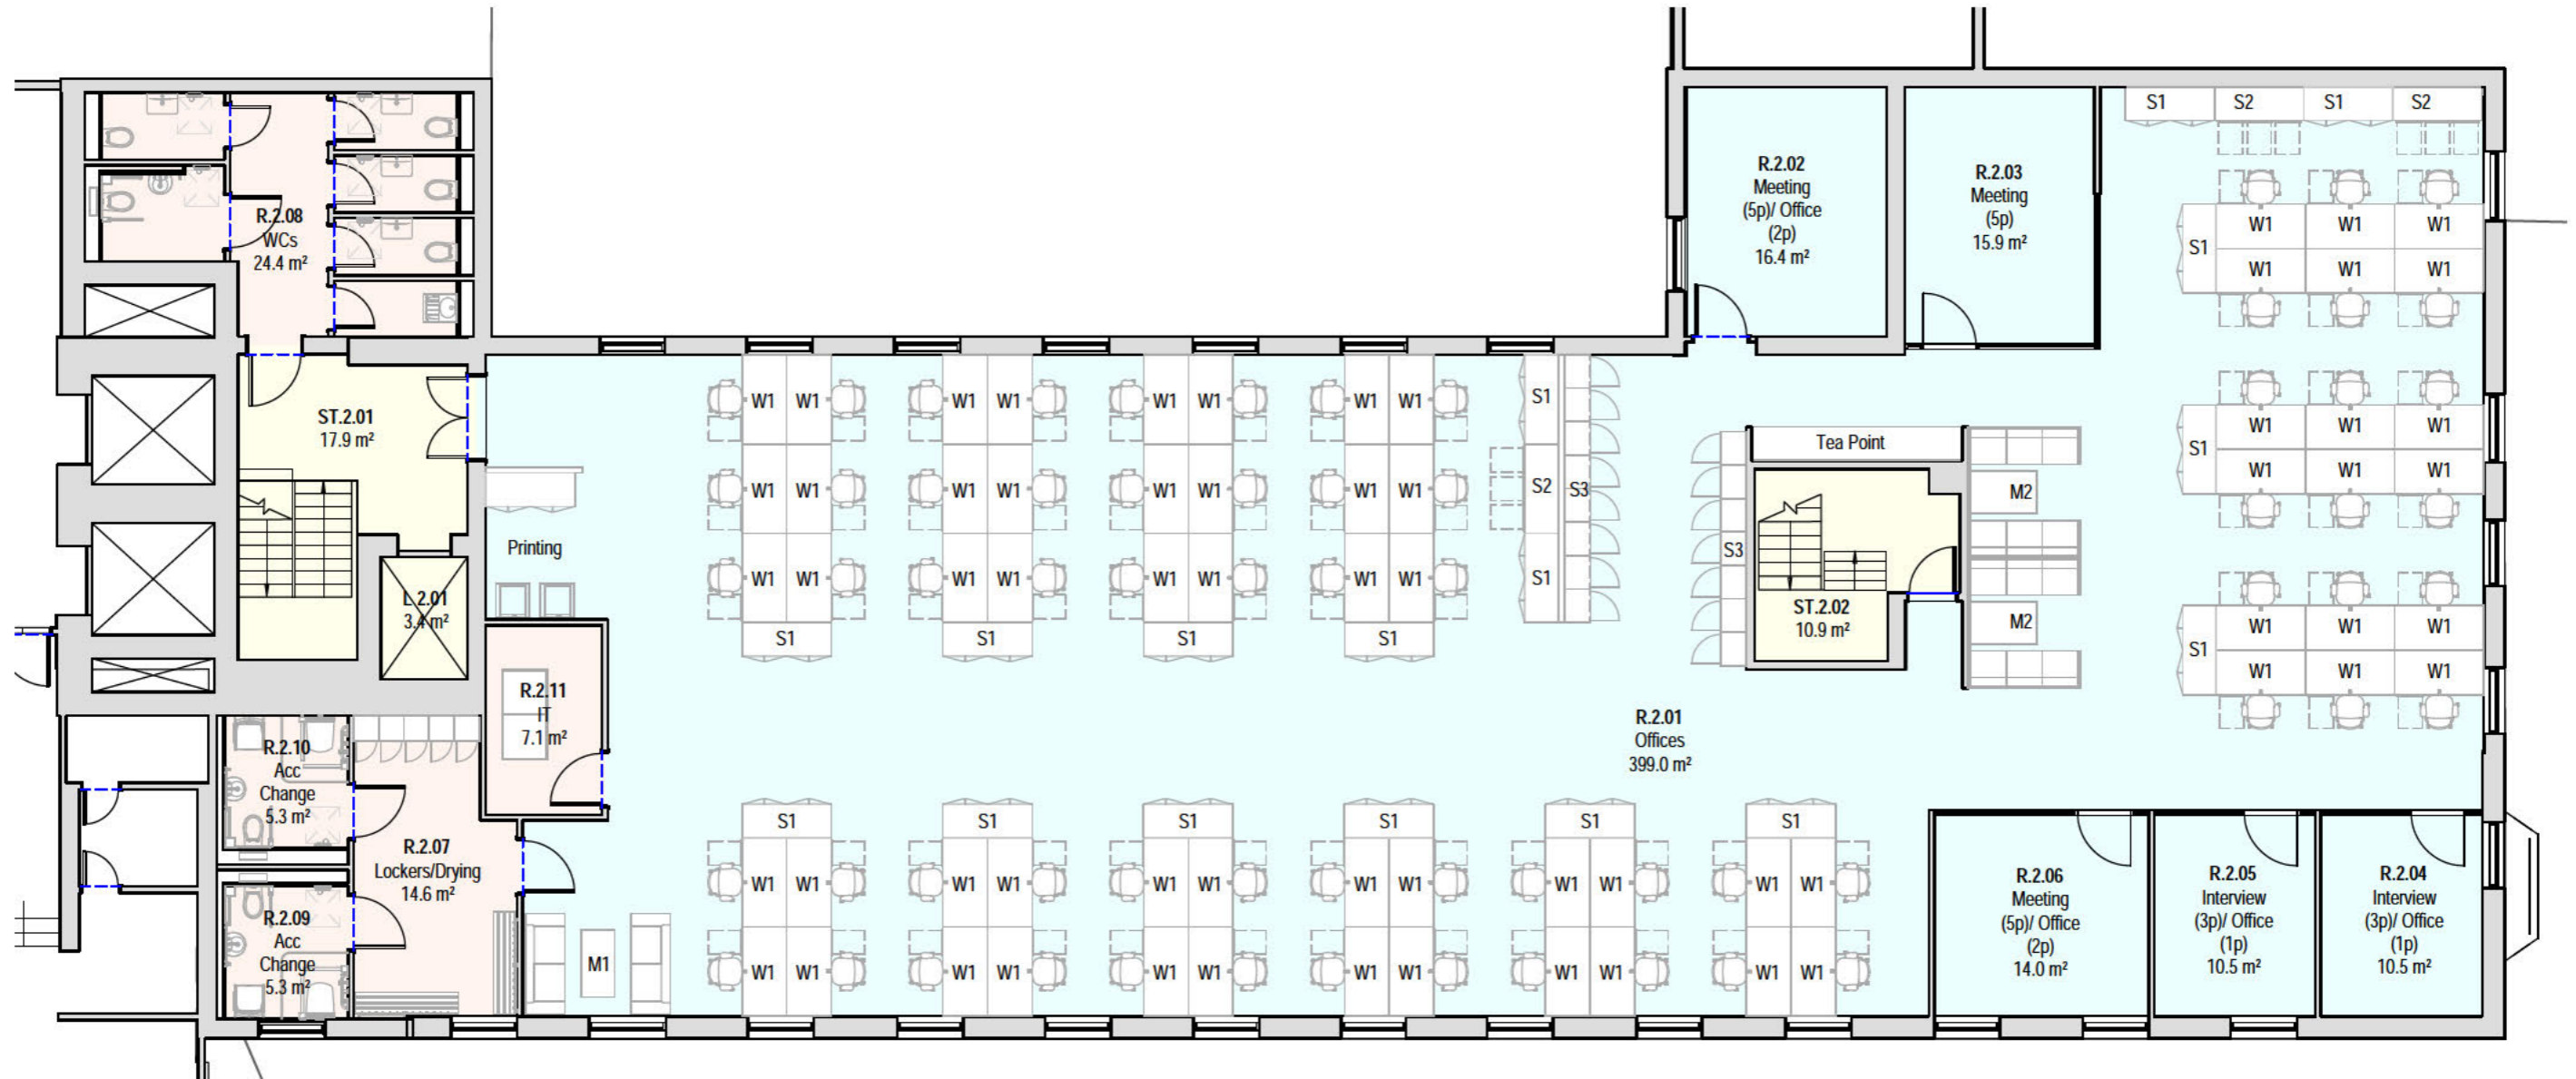 S1 S2 S1 S2
R.2.02
Meeting
(5p)/ Office
(2p)
16.4 m²
R.2.03
Meeting
(5p)
15.9 m²
R.2.08
WCs
24.4 m²
W1 W1 W1
S1
W1 W1 W1
ST.2.01
17.9 m²
W1 W1 W1 W1 W1 W1 W1 W1 S1
Tea Point
W1 W1 W1
S1
W1 W1 W1
W1 W1 W1 W1 W1 W1 W1 W1 S2 S3
M2
Printing
S3
L.2.01
3.4 m²
W1 W1 W1 W1 W1 W1 W1 W1 S1
ST.2.02
10.9 m²
M2
W1 W1 W1
S1
W1 W1 W1
S1 S1 S1 S1
R.2.11
IT
7.1 m²
R.2.01
Offices
399.0 m²
R.2.10
Acc
Change
5.3 m²
R.2.07
Lockers/Drying
14.6 m²
S1 S1 S1 S1 S1 S1
W1 W1 W1 W1 W1 W1 W1 W1 W1 W1 W1 W1
R.2.06
Meeting
(5p)/ Office
(2p)
14.0 m²
R.2.05
Interview
(3p)/ Office
(1p)
10.5 m²
R.2.04
Interview
(3p)/ Office
(1p)
10.5 m²
R.2.09
Acc
Change
5.3 m²
M1
W1 W1 W1 W1 W1 W1 W1 W1 W1 W1 W1 W1